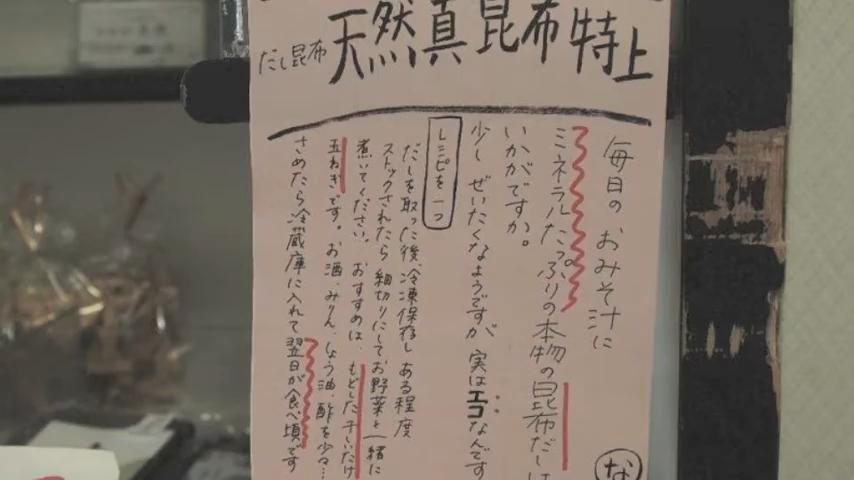 天然真昆布特上
だし昆布
毎日の おみそ汁に
ミネラルたっぷりの本物の昆布だしは
いかがですか。
少し ぜいたくなようですが 実はエコなんです
レシピを一つ
だしを取った後、冷凍保存し ある程度
ストックされたら 細切りにしてお野菜と一緒に
煮いてください。 おすすめは、もどした干しいたけ
玉ねぎです。お酒、みりん、しょう油、酢を少々…
さめたら冷蔵庫に入れて翌日が食べ頃です
な